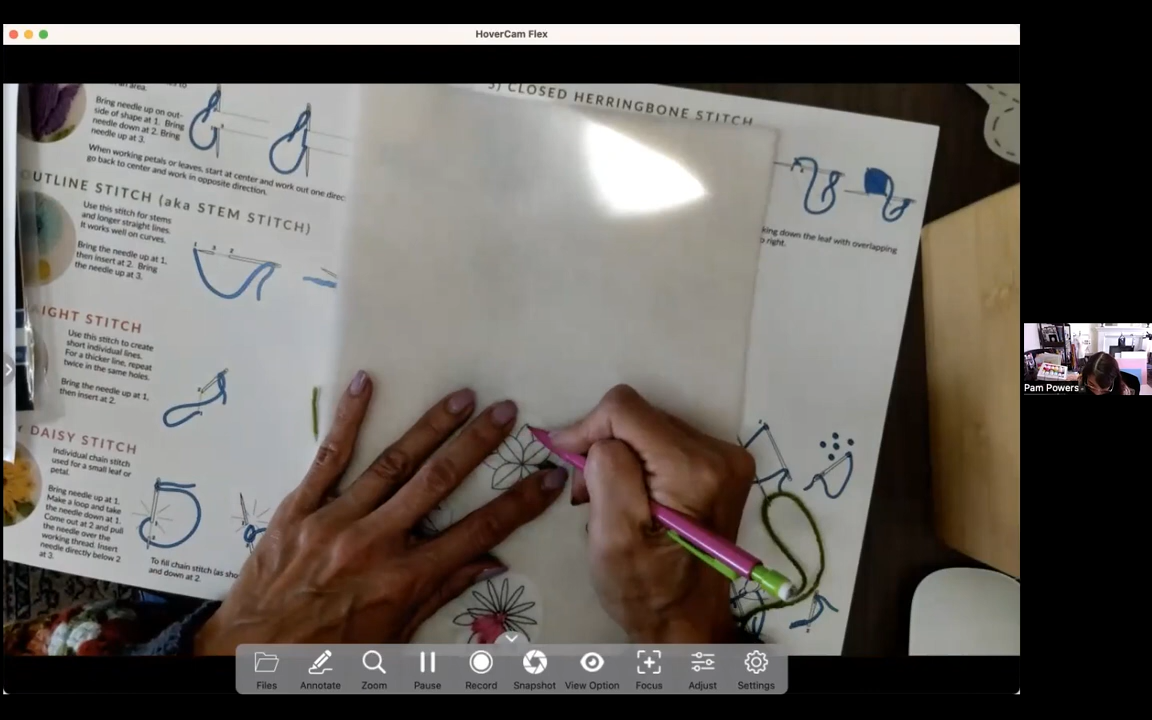 HoverCam Flex
an area.
Bring needle up on out-
side of shape at 1. Bring
needle down at 2. Bring
needle up at 3.
When working petals or leaves, start at center and work out one direc
go back to center and work in opposite direction.
OUTLINE STITCH (aka STEM STITCH)
Use this stitch for stems
and longer straight lines.
It works well on curves.
Bring the needle up at 1,
then insert at 2. Bring
the needle up at 3.
AIGHT STITCH
Use this stitch to create
short individual lines.
For a thicker line, repeat
twice in the same holes.
Bring the needle up at 1,
then insert at 2.
r DAISY STITCH
Individual chain stitch
used for a small leaf or
petal.
Bring needle up at 1.
Make a loop and take
the needle down at 1.
Come out at 2 and pull
the needle over the
working thread. Insert
needle directly below 2
at 3.
To fill chain stitch (as sho
and down at 2.
5) CLOSED HERRINGBONE STITCH
king down the leaf with overlapping
o right.
Pam Powers
Files
Annotate
Zoom
Pause
Record
Snapshot
View Option
Focus
Adjust
Settings